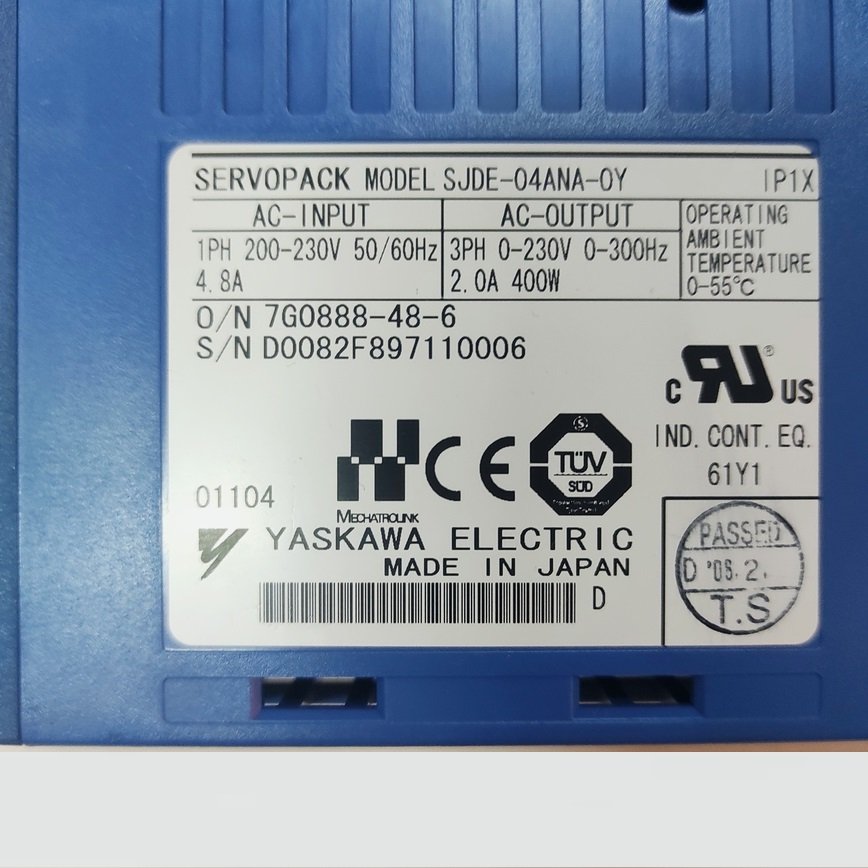 SERVOPACK MODEL SJDE-04ANA-OY IP1X
AC-INPUT
1PH 200-230V 50/60Hz
4.8A
AC-OUTPUT
3PH 0-230V 0-300Hz
2.0A 400W
OPERATING
AMBIENT
TEMPERATURE
0-55℃
O/N 7G0888-48-6
S/N D0082F897110006
c RU ® US
IND. CONT. EQ.
61Y1
CE
TÜV
SÜD
01104
MECHATROLINK
YASKAWA ELECTRIC
MADE IN JAPAN
D
PASSED
D '08.2.
T.S